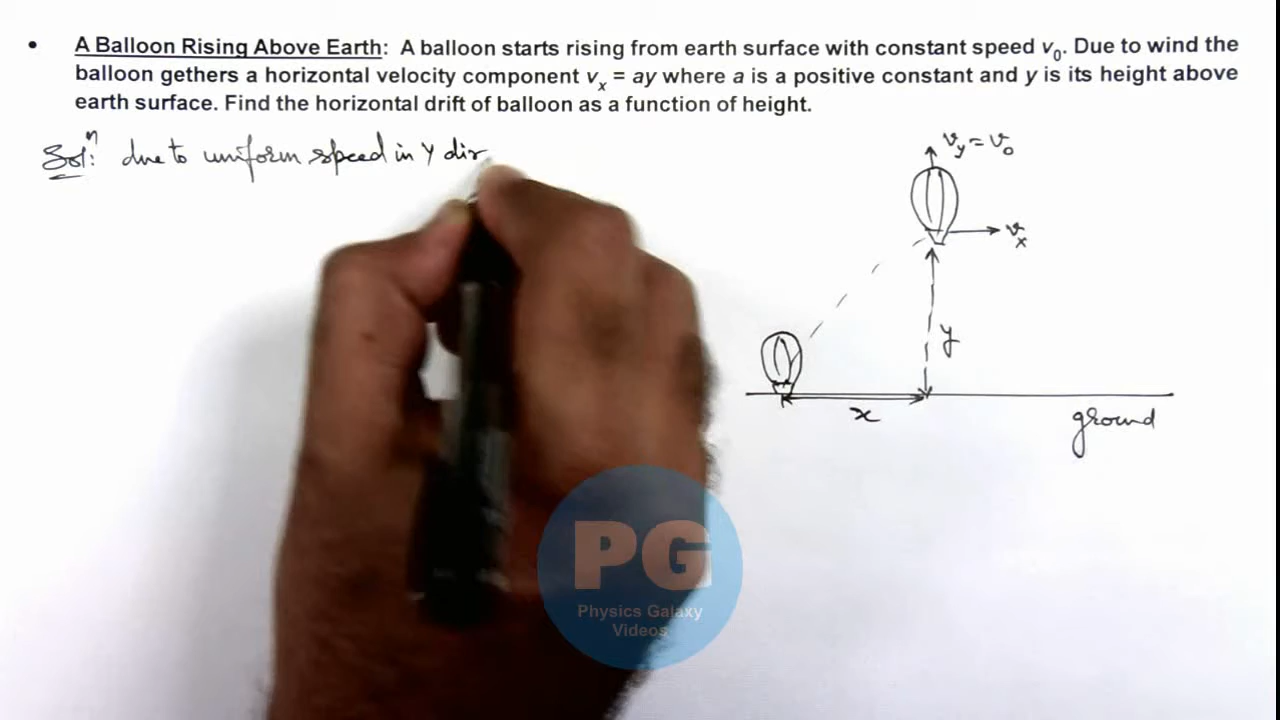 • A Balloon Rising Above Earth: A balloon starts rising from earth surface with constant speed v₀. Due to wind the
balloon gethers a horizontal velocity component vₓ = ay where a is a positive constant and y is its height above
earth surface. Find the horizontal drift of balloon as a function of height.
Solⁿ: due to uniform speed in Y dir
v_y = v₀
vₓ
y
x
ground
PG
Physics Galaxy
Videos